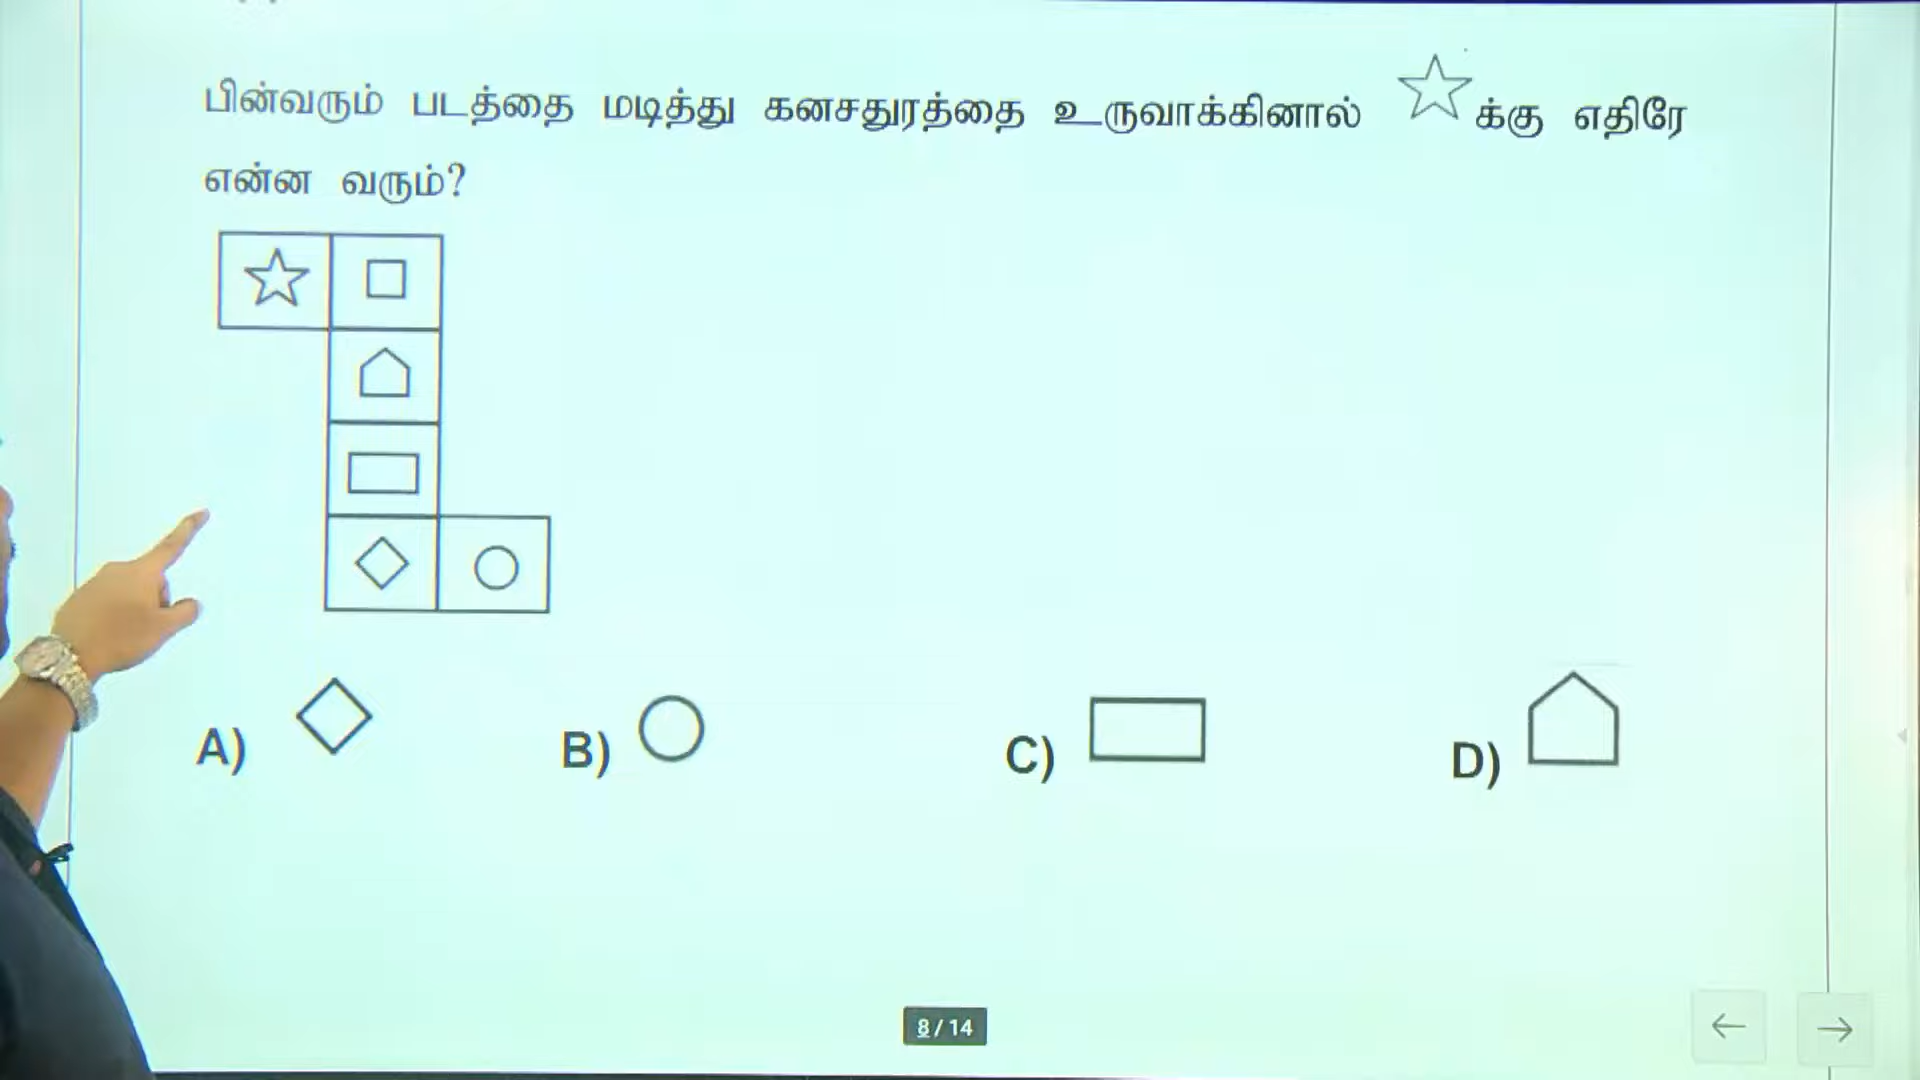 பின்வரும் படத்தை மடித்து கனசதுரத்தை உருவாக்கினால் க்கு எதிரே
என்ன வரும்?
A) B) C) D)
8 / 14